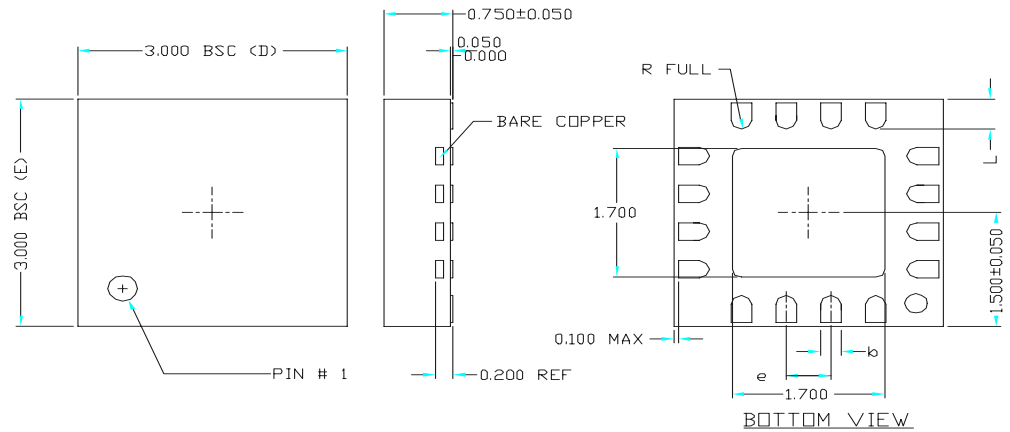 0.750±0.050
3.000 BSC (D)
0.050
0.000
R FULL
BARE COPPER
L
3.000 BSC (E)
1.700
1.500±0.050
0.100 MAX
b
PIN # 1
0.200 REF
e
1.700
BOTTOM VIEW